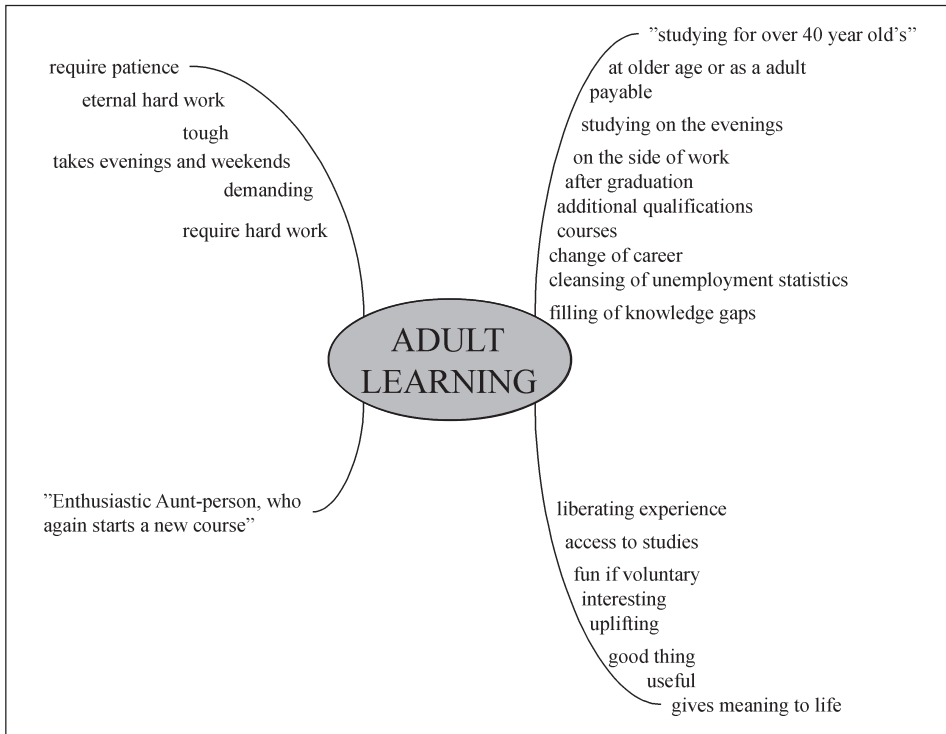 require patience
eternal hard work
tough
takes evenings and weekends
demanding
require hard work
”studying for over 40 year old's”
at older age or as a adult
payable
studying on the evenings
on the side of work
after graduation
additional qualifications
courses
change of career
cleansing of unemployment statistics
filling of knowledge gaps
ADULT
LEARNING
”Enthusiastic Aunt-person, who
again starts a new course”
liberating experience
access to studies
fun if voluntary
interesting
uplifting
good thing
useful
gives meaning to life